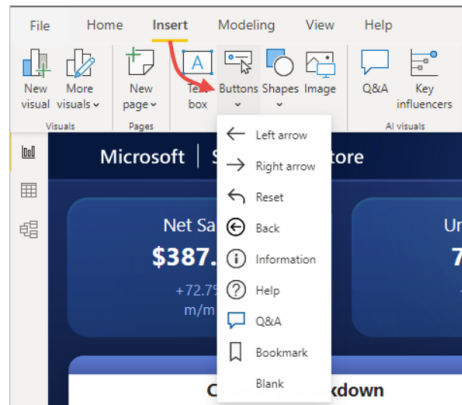 File Home Insert Modeling View Help
New visual
More visuals
New page
Text box
Buttons
Shapes
Image
Q&A
Key influencers
Visuals
Pages
AI visuals
Left arrow
Right arrow
Reset
Back
Information
Help
Q&A
Bookmark
Blank
Microsoft
Net Sa
$387.
+72.7%
m/m